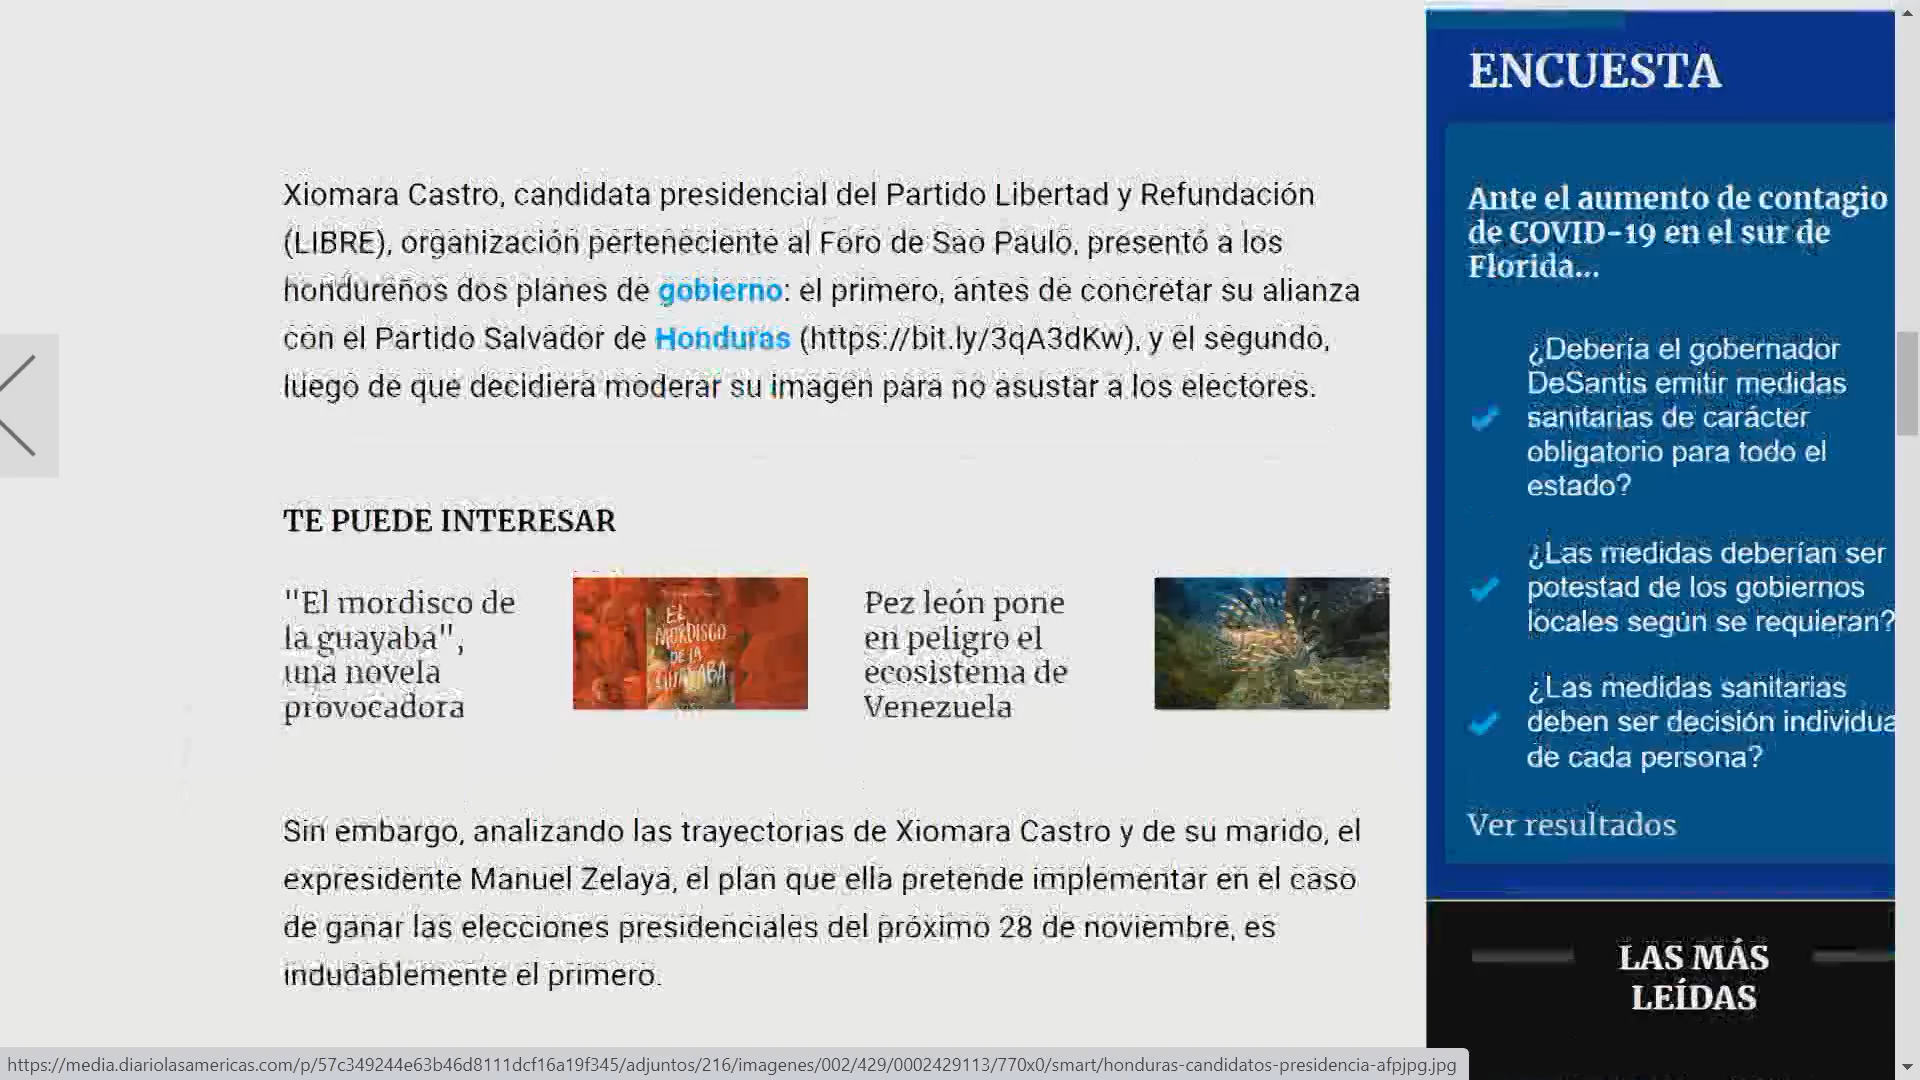 Xiomara Castro, candidata presidencial del Partido Libertad y Refundación
(LIBRE), organización perteneciente al Foro de Sao Paulo, presentó a los
hondureños dos planes de gobierno: el primero, antes de concretar su alianza
con el Partido Salvador de Honduras (https://bit.ly/3qA3dKw), y el segundo,
luego de que decidiera moderar su imagen para no asustar a los electores.
TE PUEDE INTERESAR
"El mordisco de
la guayaba",
una novela
provocadora
EL
MORDISCO
DE LA
GUAYABA
Pez león pone
en peligro el
ecosistema de
Venezuela
Sin embargo, analizando las trayectorias de Xiomara Castro y de su marido, el
expresidente Manuel Zelaya, el plan que ella pretende implementar en el caso
de ganar las elecciones presidenciales del próximo 28 de noviembre, es
indudablemente el primero.
ENCUESTA
Ante el aumento de contagio
de COVID-19 en el sur de
Florida...
¿Debería el gobernador
DeSantis emitir medidas
sanitarias de carácter
obligatorio para todo el
estado?
¿Las medidas deberían ser
potestad de los gobiernos
locales según se requieran?
¿Las medidas sanitarias
deben ser decisión individua
de cada persona?
Ver resultados
LAS MÁS
LEÍDAS
https://media.diariolasamericas.com/p/57c349244e63b46d8111dcf16a19f345/adjuntos/216/imagenes/002/429/0002429113/770x0/smart/honduras-candidatos-presidencia-afpjpg.jpg